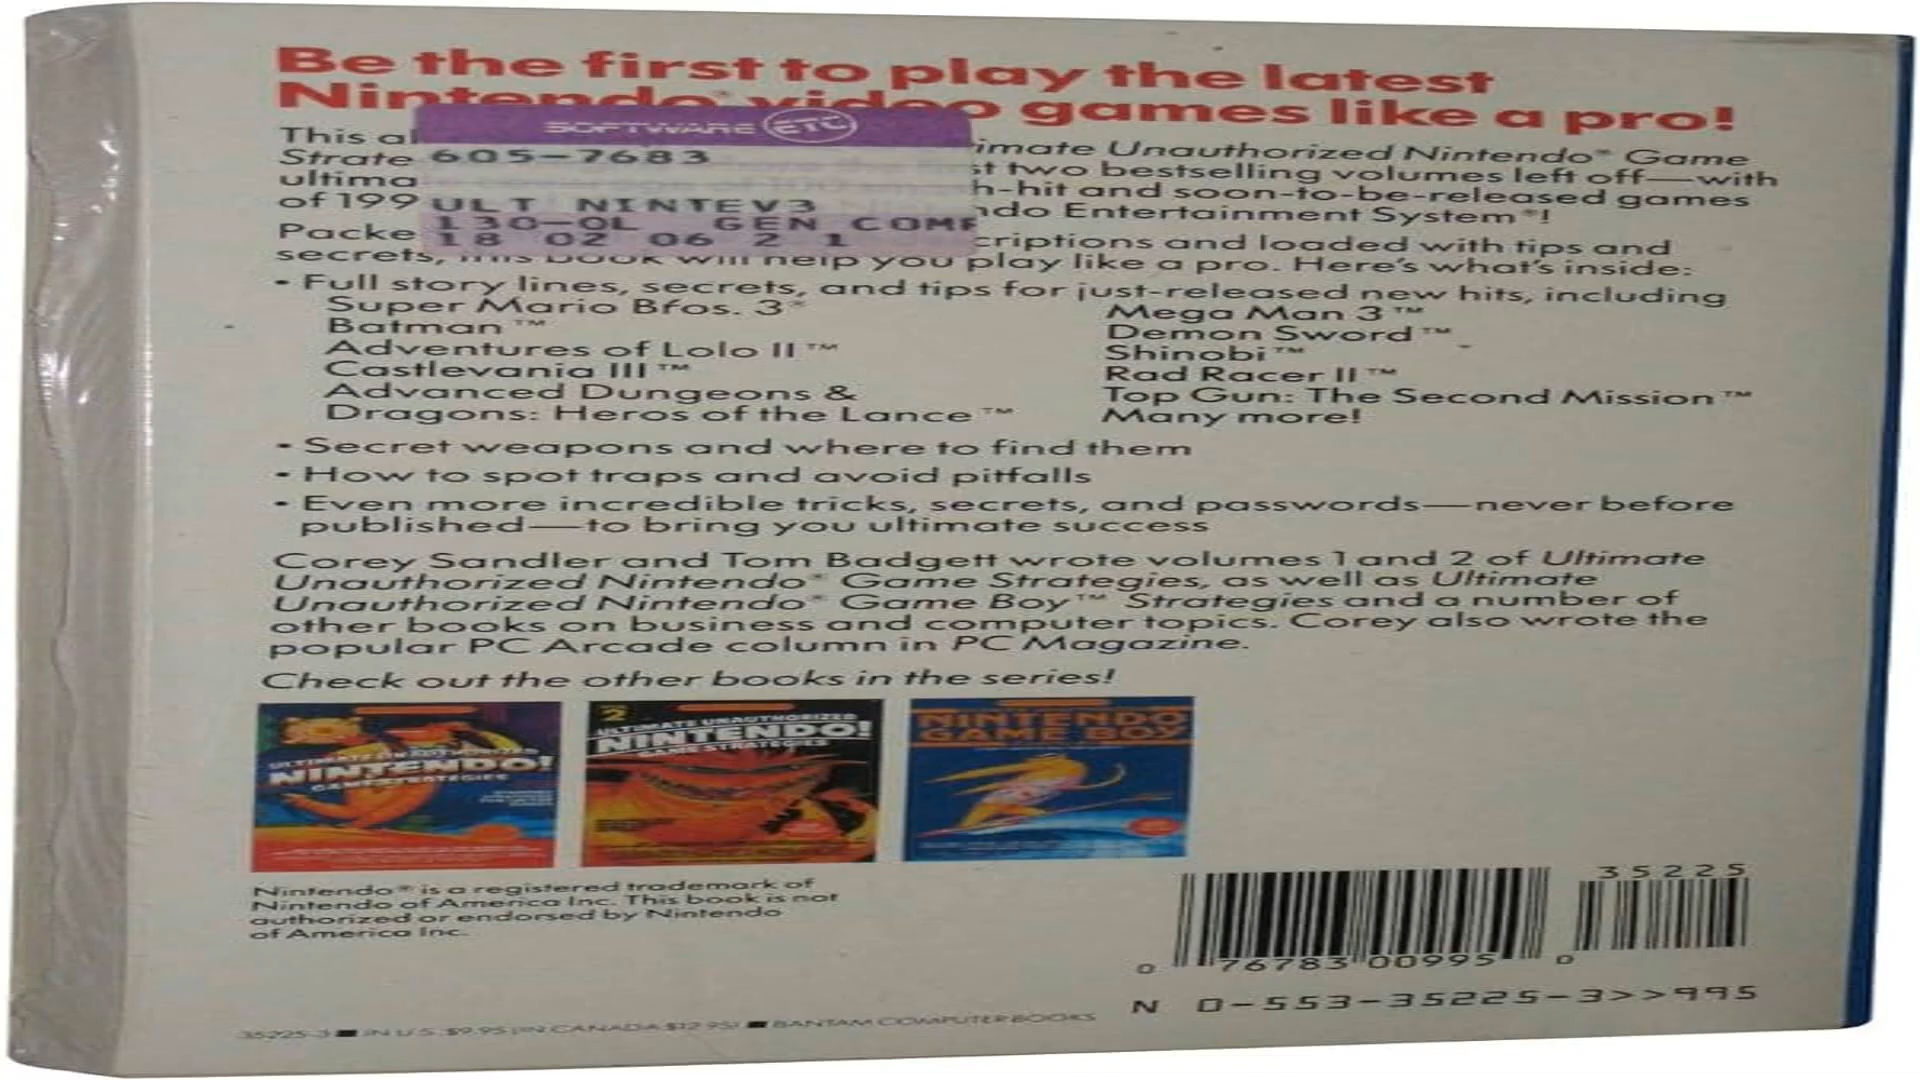 Be the first to play the latest
Nintendo® video games like a pro!
SOFTWARE ETC
605-7683
ULT NINTEV3
130-OL GEN COMP
18 02 06 2 1
This al imate Unauthorized Nintendo® Game
Strate st two bestselling volumes left off—with
ultima h-hit and soon-to-be-released games
of 199 ndo Entertainment System®!
Packe criptions and loaded with tips and
secrets, this book will help you play like a pro. Here's what's inside:
• Full story lines, secrets, and tips for just-released new hits, including
Super Mario Bros. 3®
Batman™
Adventures of Lolo II™
Castlevania III™
Advanced Dungeons &
Dragons: Heros of the Lance™
Mega Man 3™
Demon Sword™
Shinobi™
Rad Racer II™
Top Gun: The Second Mission™
Many more!
• Secret weapons and where to find them
• How to spot traps and avoid pitfalls
• Even more incredible tricks, secrets, and passwords—never before
published—to bring you ultimate success
Corey Sandler and Tom Badgett wrote volumes 1 and 2 of Ultimate
Unauthorized Nintendo® Game Strategies, as well as Ultimate
Unauthorized Nintendo® Game Boy™ Strategies and a number of
other books on business and computer topics. Corey also wrote the
popular PC Arcade column in PC Magazine.
Check out the other books in the series!
ULTIMATE UNAUTHORIZED
NINTENDO!
GAME STRATEGIES
2
ULTIMATE UNAUTHORIZED
NINTENDO!
GAME STRATEGIES
NINTENDO
GAME BOY
Nintendo® is a registered trademark of
Nintendo of America Inc. This book is not
authorized or endorsed by Nintendo
of America Inc.
35225
0 76783 00995 0
N 0-553-35225-3>>995
35225-3 ■ IN U.S. $9.95 (IN CANADA $12.95) ■ BANTAM COMPUTER BOOKS